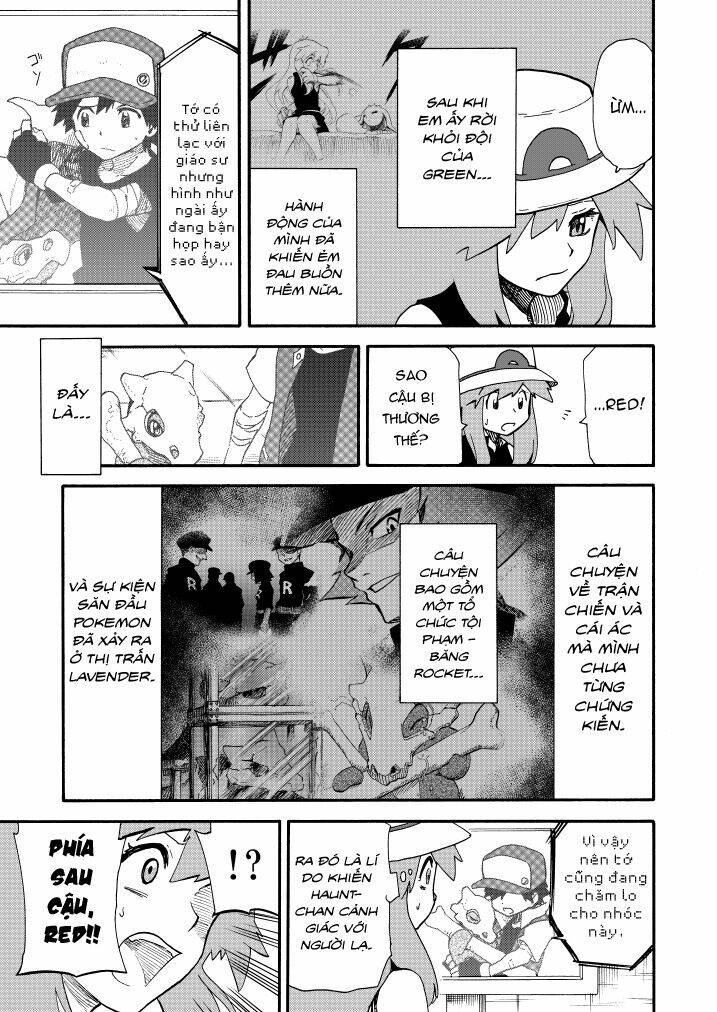 ỪM...
SAU KHI
EM ẤY RỜI
KHỎI ĐỘI
CỦA
GREEN...
HÀNH
ĐỘNG CỦA
MÌNH ĐÃ
KHIẾN ẺM
ĐAU BUỒN
THÊM NỮA.
Tớ có
thử liên
lạc với
giáo sư
nhưng
hình như
ngài ấy
đang bận
họp hay
sao ấy...
ゴソ
...RED!
SAO
CẬU BỊ
THƯƠNG
THẾ?
ĐẤY
LÀ...
CÂU
CHUYỆN
VỀ TRẬN
CHIẾN VÀ
CÁI ÁC
MÀ MÌNH
CHƯA
TỪNG
CHỨNG
KIẾN.
CÂU
CHUYỆN
BAO GỒM
MỘT TỔ
CHỨC TỘI
PHẠM -
BĂNG
ROCKET...
R
R
VÀ SỰ KIỆN
SĂN ĐẦU
POKEMON
ĐÃ XẢY RA
Ở THỊ TRẤN
LAVENDER.
Vì vậy
nên tớ
cũng đang
chăm lo
cho nhóc
này.
RA ĐÓ LÀ LÍ
DO KHIẾN
HAUNT-
CHAN CẢNH
GIÁC VỚI
NGƯỜI LẠ.
!?
PHÍA
SAU
CẬU,
RED!!